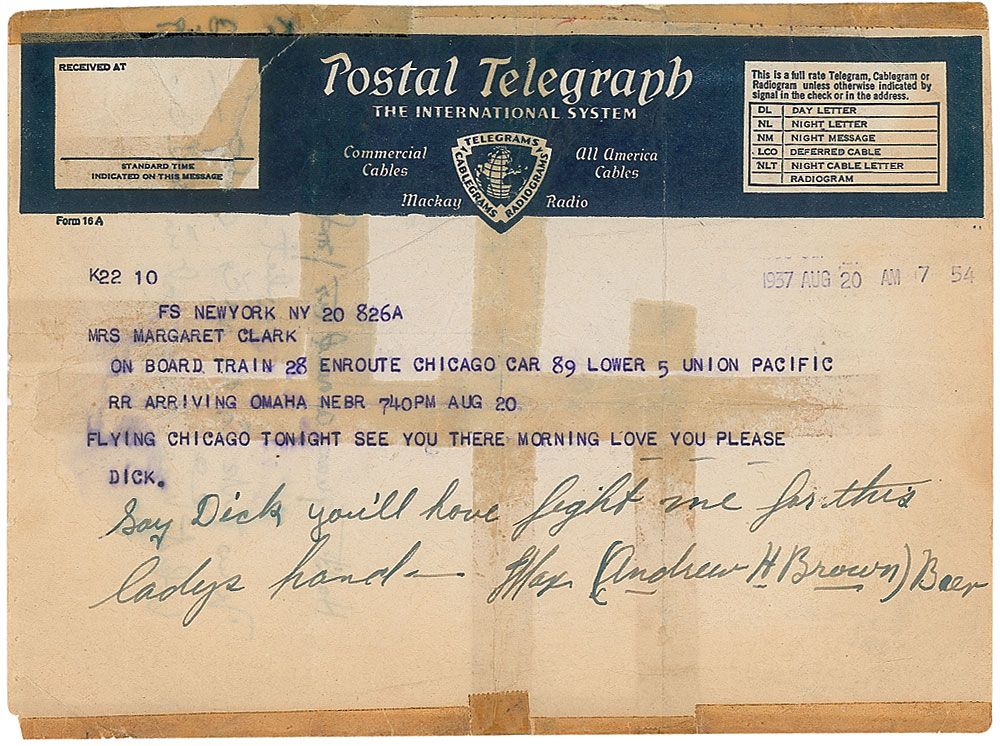 RECEIVED AT
STANDARD TIME
INDICATED ON THIS MESSAGE
Postal Telegraph
THE INTERNATIONAL SYSTEM
Commercial
Cables
All America
Cables
TELEGRAMS
CABLEGRAMS
RADIOGRAMS
Mackay Radio
This is a full rate Telegram, Cablegram or
Radiogram unless otherwise indicated by
signal in the check or in the address.
DL DAY LETTER
NL NIGHT LETTER
NM NIGHT MESSAGE
LCO DEFERRED CABLE
NLT NIGHT CABLE LETTER
RADIOGRAM
Form 16 A
K22 10
1937 AUG 20 AM 7 54
FS NEWYORK NY 20 826A
MRS MARGARET CLARK
ON BOARD TRAIN 28 ENROUTE CHICAGO CAR 89 LOWER 5 UNION PACIFIC
RR ARRIVING OMAHA NEBR 740PM AUG 20
FLYING CHICAGO TONIGHT SEE YOU THERE MORNING LOVE YOU PLEASE
DICK.
Say Dick you'll have fight me for this
ladys hand — Max (Andrew H Brown) Baer